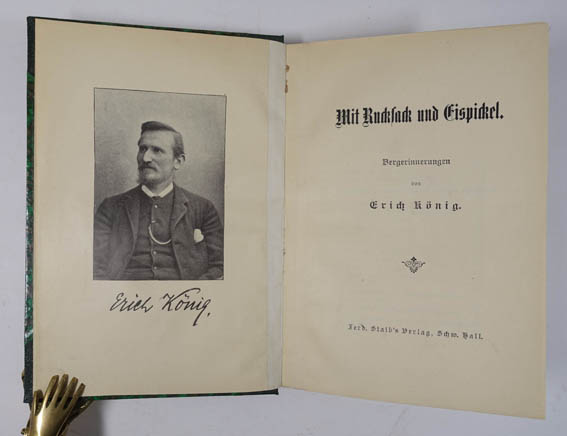 Erich König.
Mit Rucksack und Eispickel.
Bergerinnerungen
von
Erich König.
Ferd. Staib's Verlag, Schw. Hall.